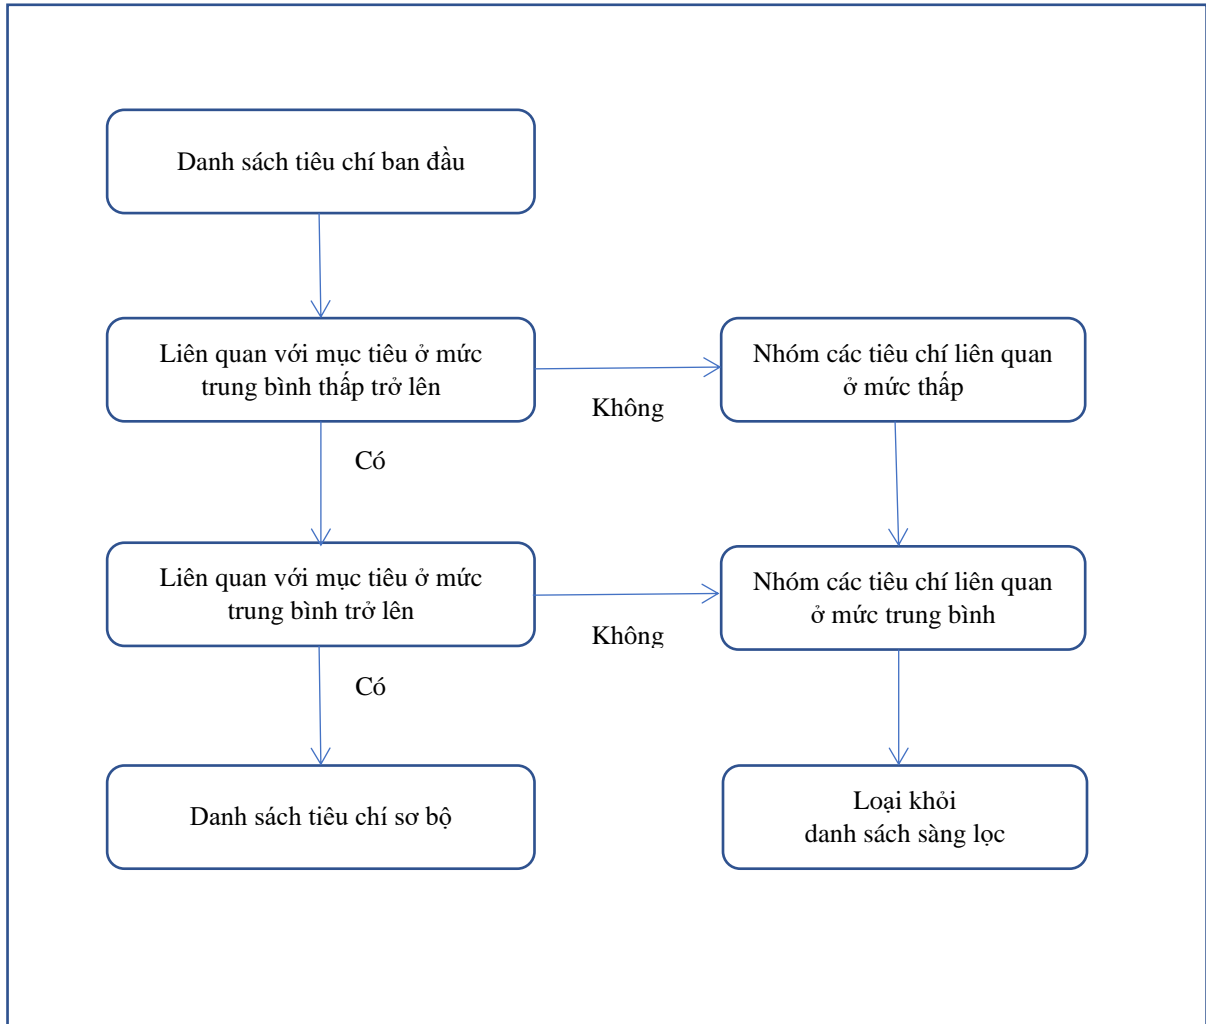 Danh sách tiêu chí ban đầu
Liên quan với mục tiêu ở mức
trung bình thấp trở lên
Không
Nhóm các tiêu chí liên quan
ở mức thấp
Có
Liên quan với mục tiêu ở mức
trung bình trở lên
Không
Nhóm các tiêu chí liên quan
ở mức trung bình
Có
Danh sách tiêu chí sơ bộ
Loại khỏi
danh sách sàng lọc